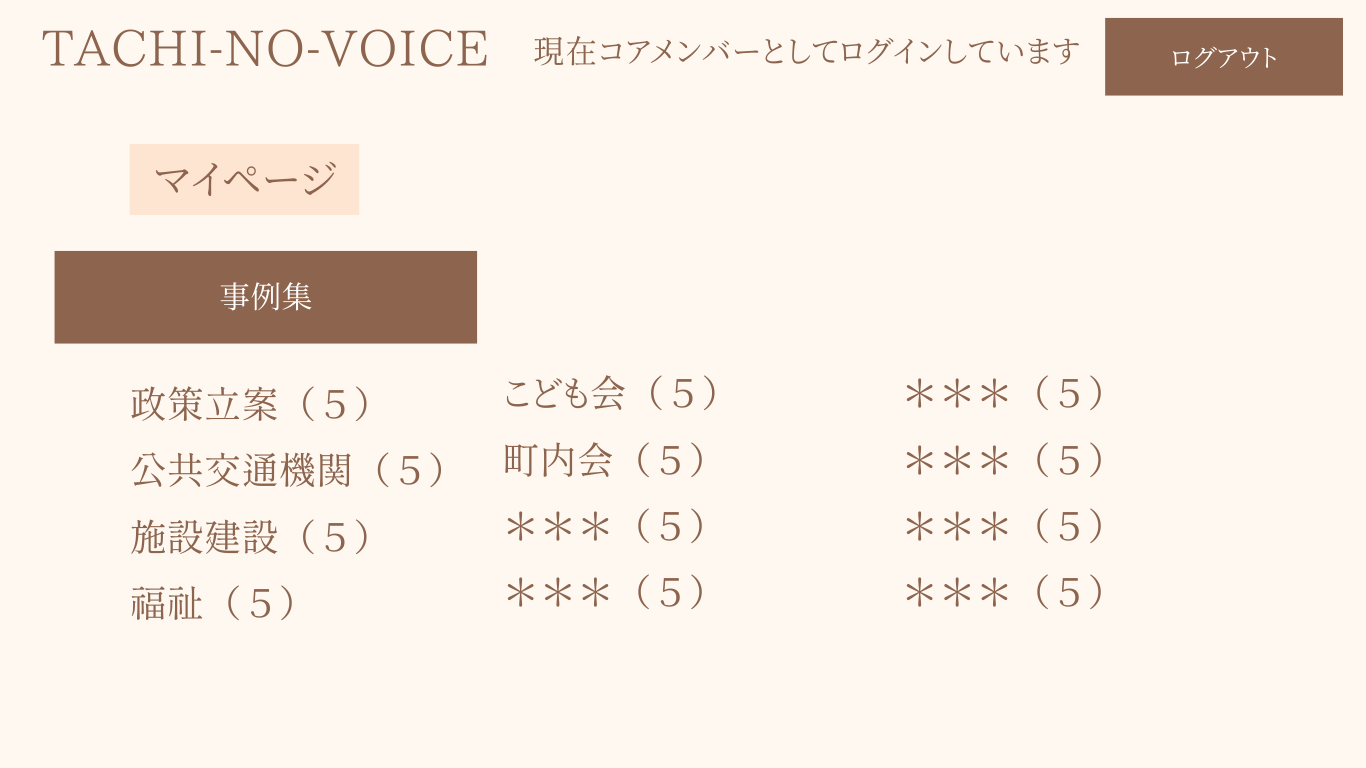 TACHI-NO-VOICE
現在コアメンバーとしてログインしています
ログアウト
マイページ
事例集
政策立案（５）
公共交通機関（５）
施設建設（５）
福祉（５）
こども会（５）
町内会（５）
＊＊＊（５）
＊＊＊（５）
＊＊＊（５）
＊＊＊（５）
＊＊＊（５）
＊＊＊（５）